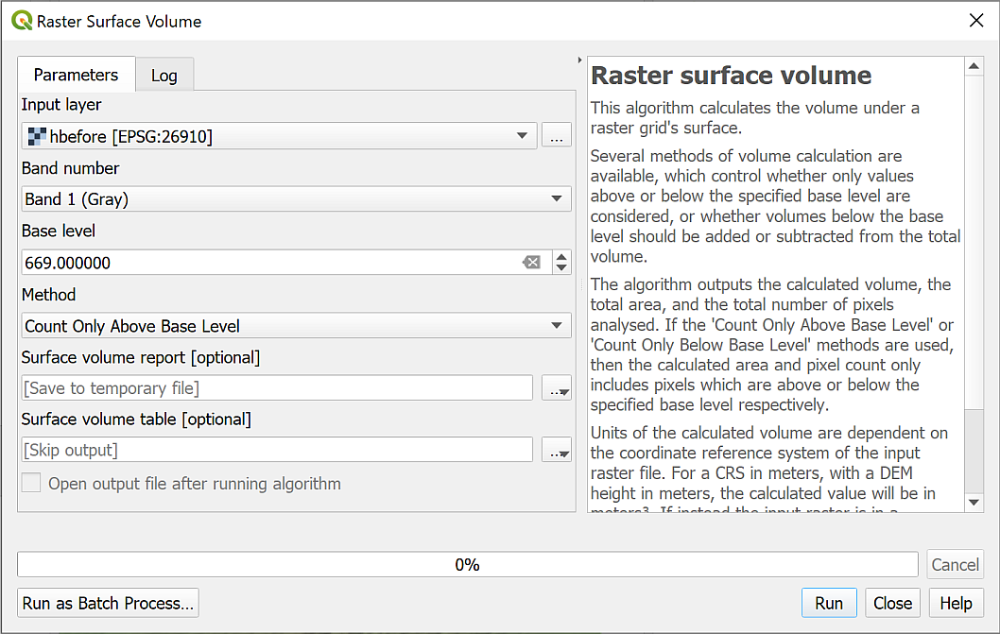 Raster Surface Volume
Parameters
Log
Input layer
hbefore [EPSG:26910]
...
Band number
Band 1 (Gray)
Base level
669.000000
Method
Count Only Above Base Level
Surface volume report [optional]
[Save to temporary file]
...
Surface volume table [optional]
[Skip output]
...
Open output file after running algorithm
Raster surface volume
This algorithm calculates the volume under a
raster grid's surface.
Several methods of volume calculation are
available, which control whether only values
above or below the specified base level are
considered, or whether volumes below the base
level should be added or subtracted from the total
volume.
The algorithm outputs the calculated volume, the
total area, and the total number of pixels
analysed. If the 'Count Only Above Base Level' or
'Count Only Below Base Level' methods are used,
then the calculated area and pixel count only
includes pixels which are above or below the
specified base level respectively.
Units of the calculated volume are dependent on
the coordinate reference system of the input
raster file. For a CRS in meters, with a DEM
height in meters, the calculated value will be in
meters³. If instead the input raster is in a
0%
Cancel
Run as Batch Process...
Run
Close
Help